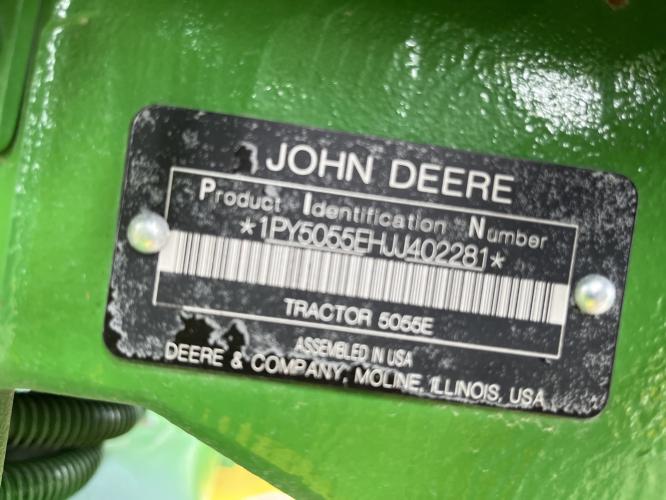 JOHN DEERE
Product Identification Number
*1PY5055EHJJ402281*
TRACTOR 5055E
ASSEMBLED IN USA
DEERE & COMPANY, MOLINE, ILLINOIS, USA